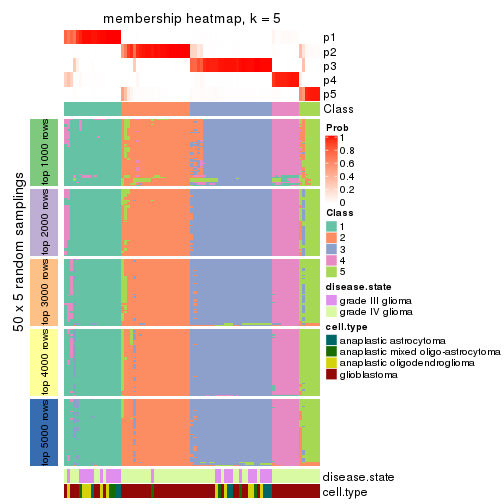 membership heatmap, k = 5
p1
p2
p3
p4
p5
Class
50 x 5 random samplings
top 1000 rows
top 2000 rows
top 3000 rows
top 4000 rows
top 5000 rows
disease.state
cell.type
Prob
1
0.8
0.6
0.4
0.2
0
Class
1
2
3
4
5
disease.state
grade III glioma
grade IV glioma
cell.type
anaplastic astrocytoma
anaplastic mixed oligo-astrocytoma
anaplastic oligodendroglioma
glioblastoma